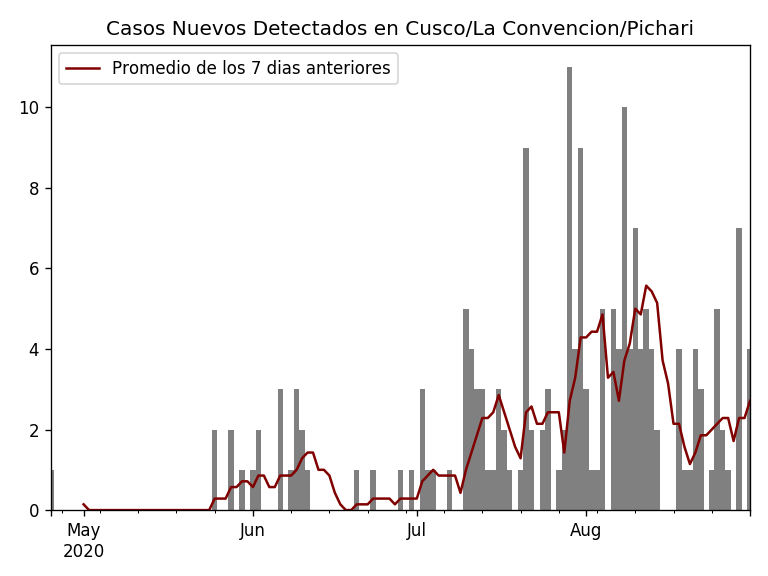 Casos Nuevos Detectados en Cusco/La Convencion/Pichari
Promedio de los 7 dias anteriores
10
8
6
4
2
0
May Jun Jul Aug
2020